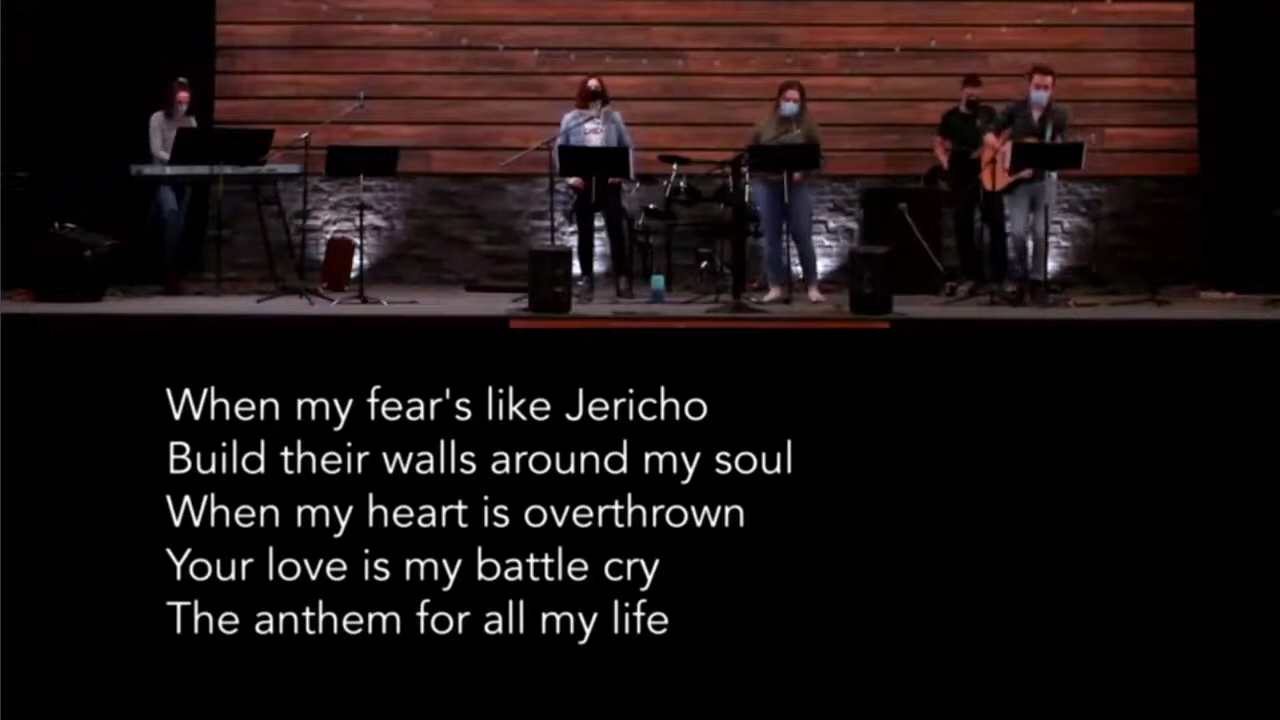 When my fear's like Jericho
Build their walls around my soul
When my heart is overthrown
Your love is my battle cry
The anthem for all my life